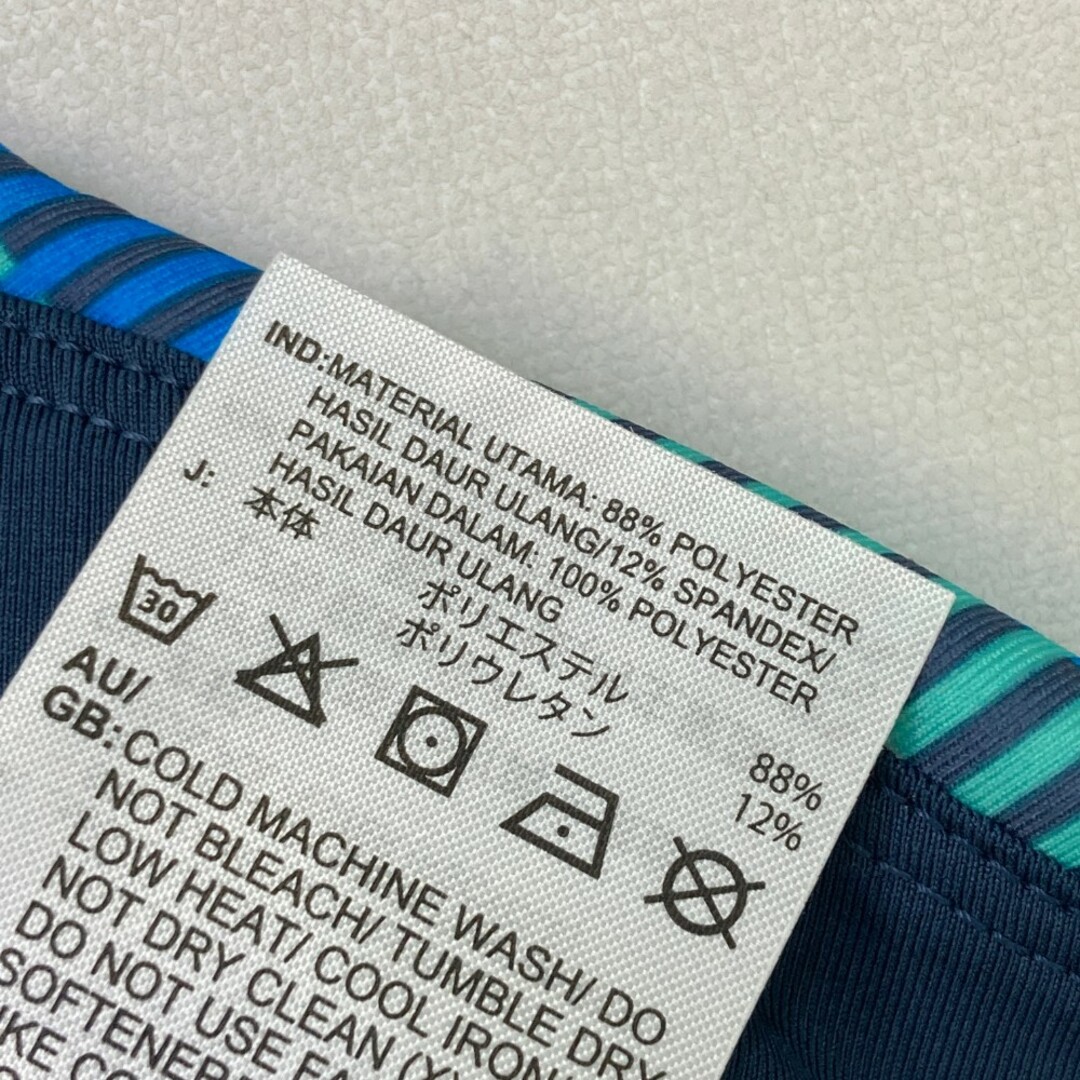 IND:MATERIAL UTAMA: 88% POLYESTER
HASIL DAUR ULANG/12% SPANDEX/
PAKAIAN DALAM: 100% POLYESTER
HASIL DAUR ULANG
J: 本体
ポリエステル 88%
ポリウレタン 12%
30
AU/
GB: COLD MACHINE WASH/ DO
NOT BLEACH/ TUMBLE DRY
LOW HEAT/ COOL IRON/
NOT DRY CLEAN
DO NOT USE
SOFTENER